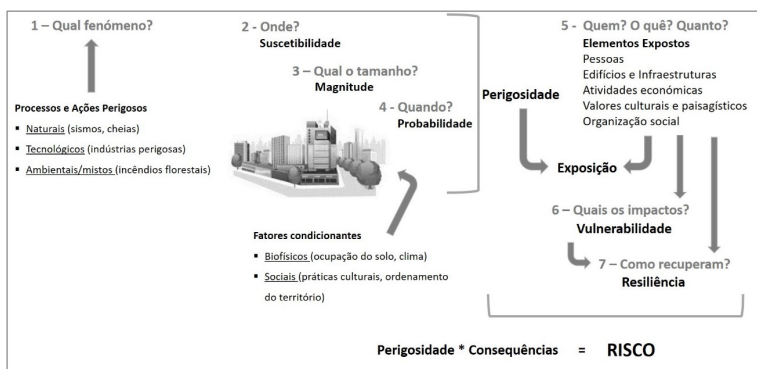 1 – Qual fenómeno?
Processos e Ações Perigosos
▪ Naturais (sismos, cheias)
▪ Tecnológicos (indústrias perigosas)
▪ Ambientais/mistos (incêndios florestais)
2 - Onde?
Suscetibilidade
3 – Qual o tamanho?
Magnitude
4 - Quando?
Probabilidade
Fatores condicionantes
▪ Biofísicos (ocupação do solo, clima)
▪ Sociais (práticas culturais, ordenamento
do território)
Perigosidade
5 - Quem? O quê? Quanto?
Elementos Expostos
Pessoas
Edifícios e Infraestruturas
Atividades económicas
Valores culturais e paisagísticos
Organização social
Exposição
6 – Quais os impactos?
Vulnerabilidade
7 – Como recuperam?
Resiliência
Perigosidade * Consequências = RISCO